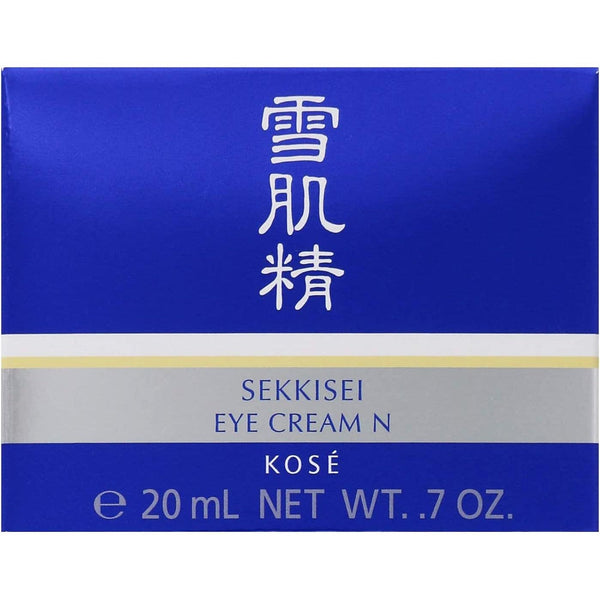 雪
肌
精
SEKKISEI
EYE CREAM N
KOSÉ
℮ 20 mL NET WT. .7 OZ.